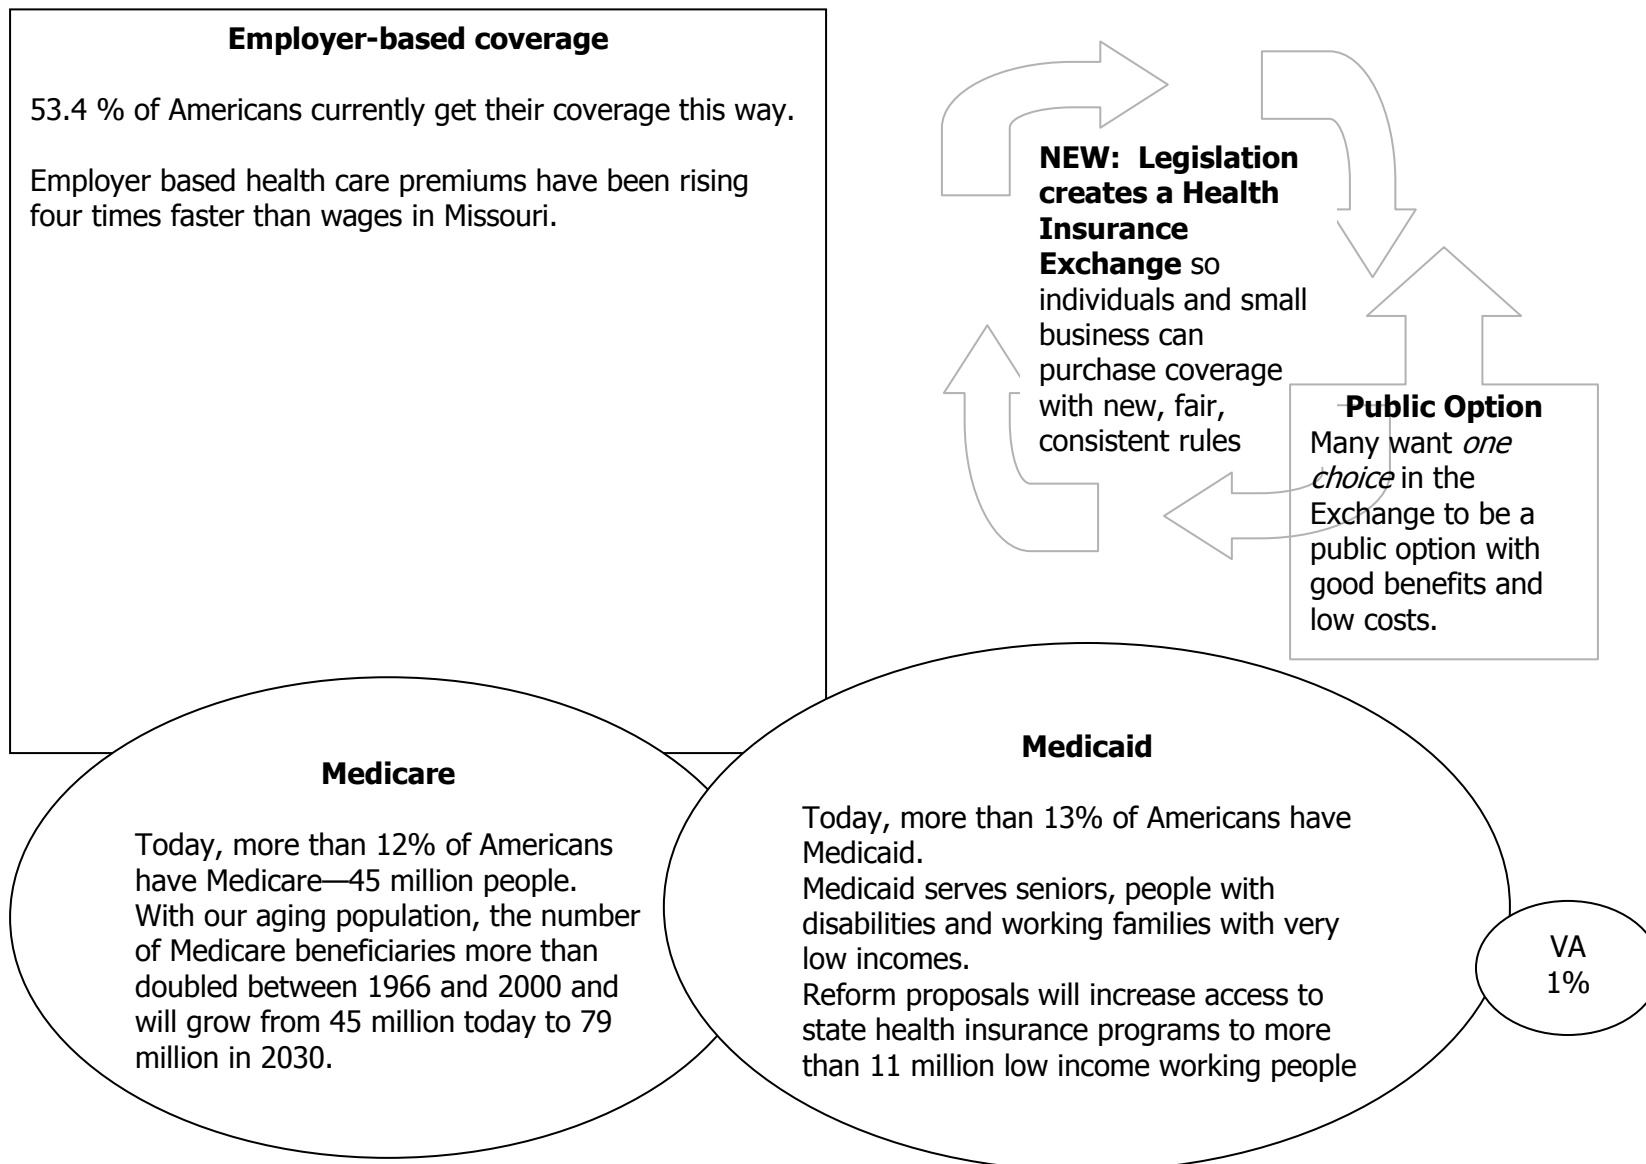 Employer-based coverage
53.4 % of Americans currently get their coverage this way.
Employer based health care premiums have been rising
four times faster than wages in Missouri.
NEW:  Legislation
creates a Health
Insurance
Exchange so
individuals and small
business can
purchase coverage
with new, fair,
consistent rules
Public Option
Many want one
choice in the
Exchange to be a
public option with
good benefits and
low costs.
Medicare
Today, more than 12% of Americans
have Medicare—45 million people.
With our aging population, the number
of Medicare beneficiaries more than
doubled between 1966 and 2000 and
will grow from 45 million today to 79
million in 2030.
Medicaid
Today, more than 13% of Americans have
Medicaid.
Medicaid serves seniors, people with
disabilities and working families with very
low incomes.
Reform proposals will increase access to
state health insurance programs to more
than 11 million low income working people
VA
1%